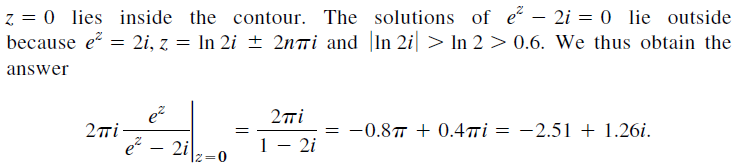 z = 0 lies inside the contour. The solutions of e^z − 2i = 0 lie outside
because e^z = 2i, z = ln 2i ± 2nπi and |ln 2i| > ln 2 > 0.6. We thus obtain the
answer
2πi · e^z / (e^z − 2i) |_{z=0} = 2πi / (1 − 2i) = −0.8π + 0.4πi = −2.51 + 1.26i.